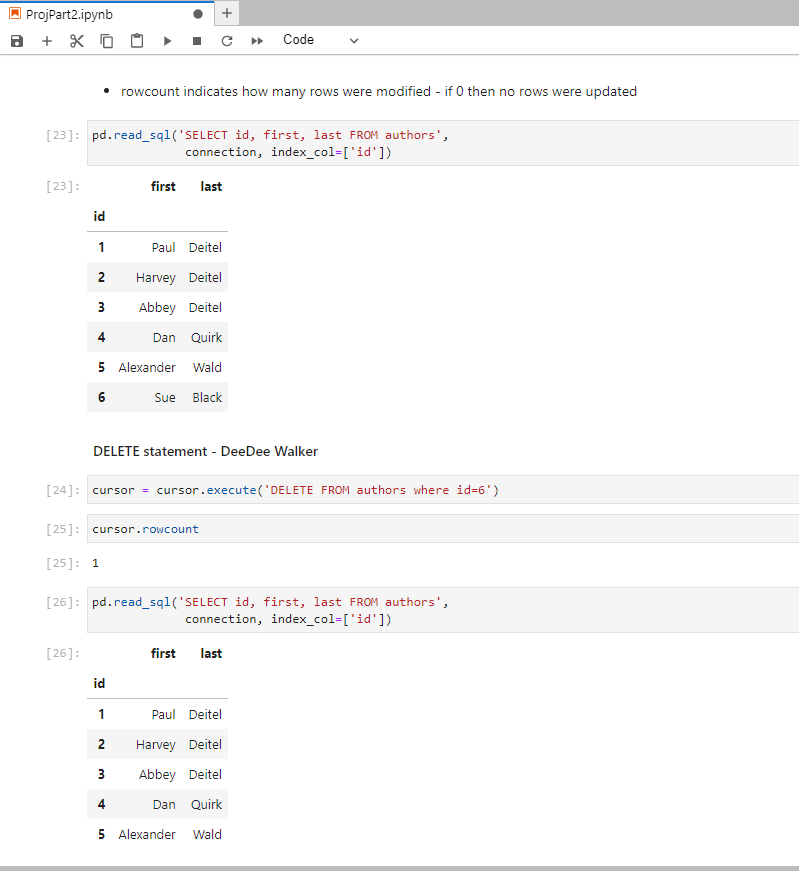 ProjPart2.ipynb
Code
• rowcount indicates how many rows were modified - if 0 then no rows were updated
[23]: pd.read_sql('SELECT id, first, last FROM authors',
connection, index_col=['id'])
[23]: first last
id
1 Paul Deitel
2 Harvey Deitel
3 Abbey Deitel
4 Dan Quirk
5 Alexander Wald
6 Sue Black
DELETE statement - DeeDee Walker
[24]: cursor = cursor.execute('DELETE FROM authors where id=6')
[25]: cursor.rowcount
[25]: 1
[26]: pd.read_sql('SELECT id, first, last FROM authors',
connection, index_col=['id'])
[26]: first last
id
1 Paul Deitel
2 Harvey Deitel
3 Abbey Deitel
4 Dan Quirk
5 Alexander Wald